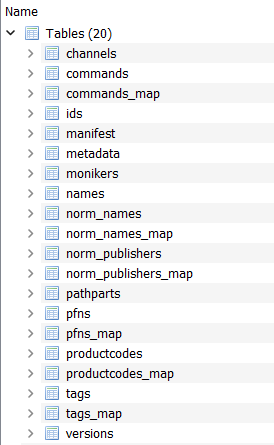 Name
Tables (20)
channels
commands
commands_map
ids
manifest
metadata
monikers
names
norm_names
norm_names_map
norm_publishers
norm_publishers_map
pathparts
pfns
pfns_map
productcodes
productcodes_map
tags
tags_map
versions